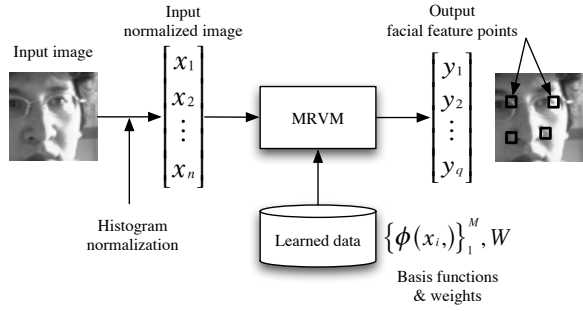 Input image
Input
normalized image
x₁
x₂
⋮
xₙ
Histogram
normalization
MRVM
Learned data
{ϕ(xᵢ,)}₁ᴹ, W
Basis functions
& weights
Output
facial feature points
y₁
y₂
⋮
y_q